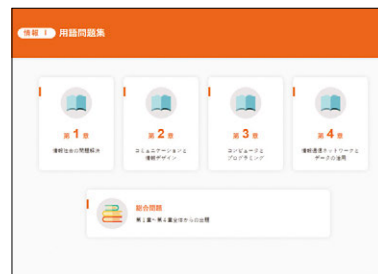 情報 I 用語問題集
第 1 章
情報社会の問題解決
第 2 章
コミュニケーションと
情報デザイン
第 3 章
コンピュータと
プログラミング
第 4 章
情報通信ネットワークと
データの活用
総合問題
第1章〜第4章全体からの出題